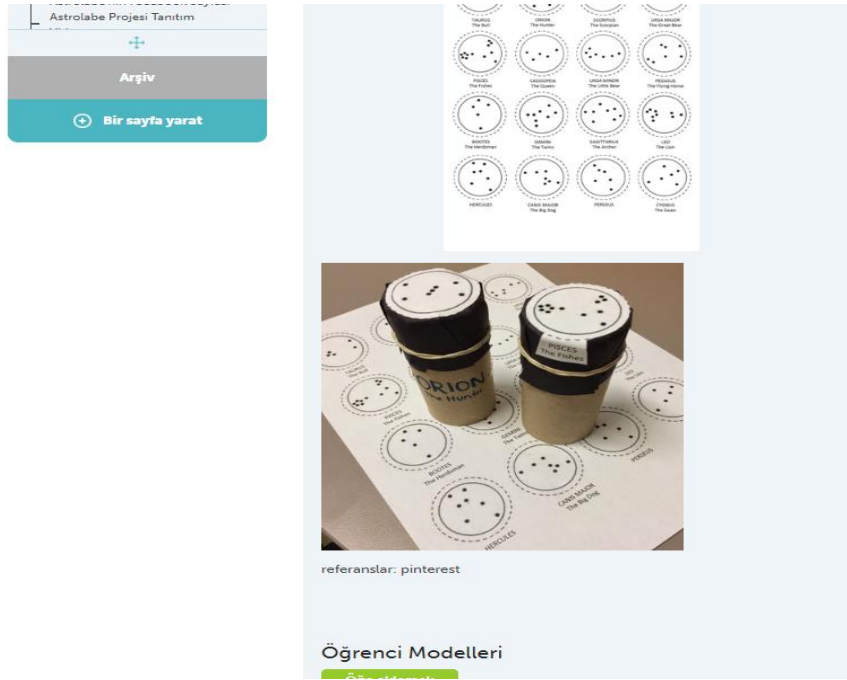 Astrolabe Projesi Tanıtım
Arşiv
Bir sayfa yarat
TAURUS
The Bull
ORION
The Hunter
SCORPIUS
The Scorpion
URSA MAJOR
The Great Bear
PISCES
The Fishes
CASSIOPEIA
The Queen
URSA MINOR
The Little Bear
PEGASUS
The Flying Horse
BOOTES
The Herdsman
GEMINI
The Twins
SAGITTARIUS
The Archer
LEO
The Lion
HERCULES
CANIS MAJOR
The Big Dog
PERSEUS
CYGNUS
The Swan
PISCES
The Fishes
ORION
The Hunter
TAURUS
The Bull
PISCES
The Fishes
BOOTES
The Herdsman
GEMINI
CANIS MAJOR
The Big Dog
PERSEUS
HERCULES
referanslar: pinterest
Öğrenci Modelleri